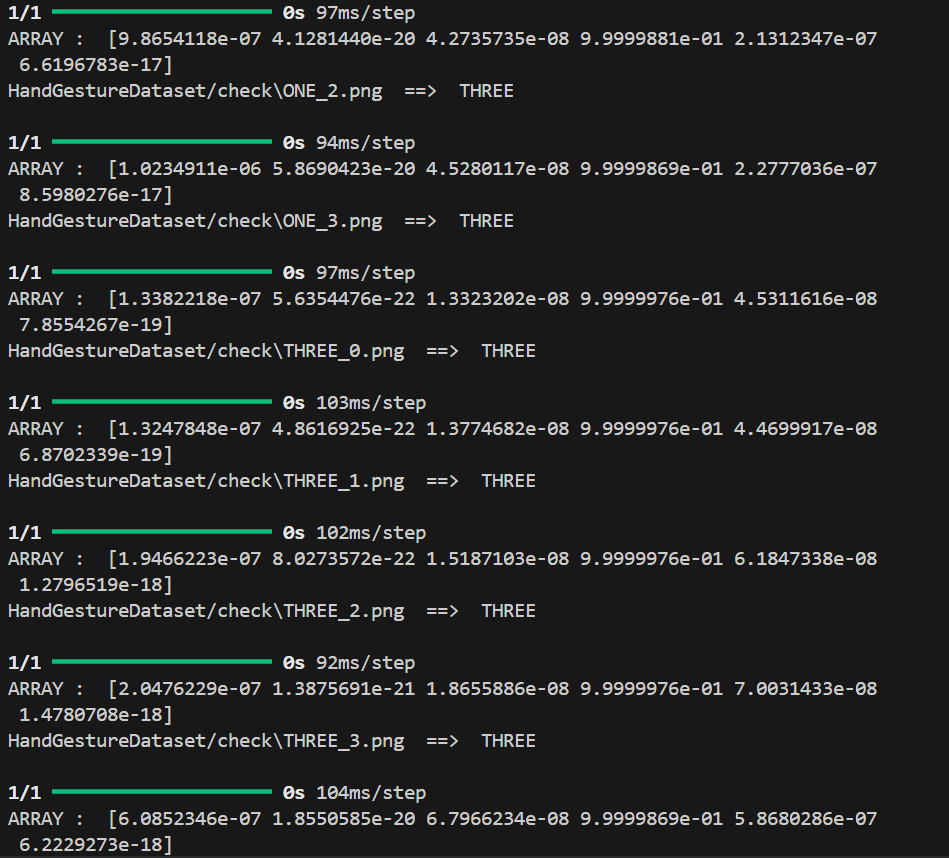 1/1 ━━━━━━━━━━━━━━━━━━━━ 0s 97ms/step
ARRAY :  [9.8654118e-07 4.1281440e-20 4.2735735e-08 9.9999881e-01 2.1312347e-07
 6.6196783e-17]
HandGestureDataset/check\ONE_2.png  ==>  THREE
1/1 ━━━━━━━━━━━━━━━━━━━━ 0s 94ms/step
ARRAY :  [1.0234911e-06 5.8690423e-20 4.5280117e-08 9.9999869e-01 2.2777036e-07
 8.5980276e-17]
HandGestureDataset/check\ONE_3.png  ==>  THREE
1/1 ━━━━━━━━━━━━━━━━━━━━ 0s 97ms/step
ARRAY :  [1.3382218e-07 5.6354476e-22 1.3323202e-08 9.9999976e-01 4.5311616e-08
 7.8554267e-19]
HandGestureDataset/check\THREE_0.png  ==>  THREE
1/1 ━━━━━━━━━━━━━━━━━━━━ 0s 103ms/step
ARRAY :  [1.3247848e-07 4.8616925e-22 1.3774682e-08 9.9999976e-01 4.4699917e-08
 6.8702339e-19]
HandGestureDataset/check\THREE_1.png  ==>  THREE
1/1 ━━━━━━━━━━━━━━━━━━━━ 0s 102ms/step
ARRAY :  [1.9466223e-07 8.0273572e-22 1.5187103e-08 9.9999976e-01 6.1847338e-08
 1.2796519e-18]
HandGestureDataset/check\THREE_2.png  ==>  THREE
1/1 ━━━━━━━━━━━━━━━━━━━━ 0s 92ms/step
ARRAY :  [2.0476229e-07 1.3875691e-21 1.8655886e-08 9.9999976e-01 7.0031433e-08
 1.4780708e-18]
HandGestureDataset/check\THREE_3.png  ==>  THREE
1/1 ━━━━━━━━━━━━━━━━━━━━ 0s 104ms/step
ARRAY :  [6.0852346e-07 1.8550585e-20 6.7966234e-08 9.9999869e-01 5.8680286e-07
 6.2229273e-18]